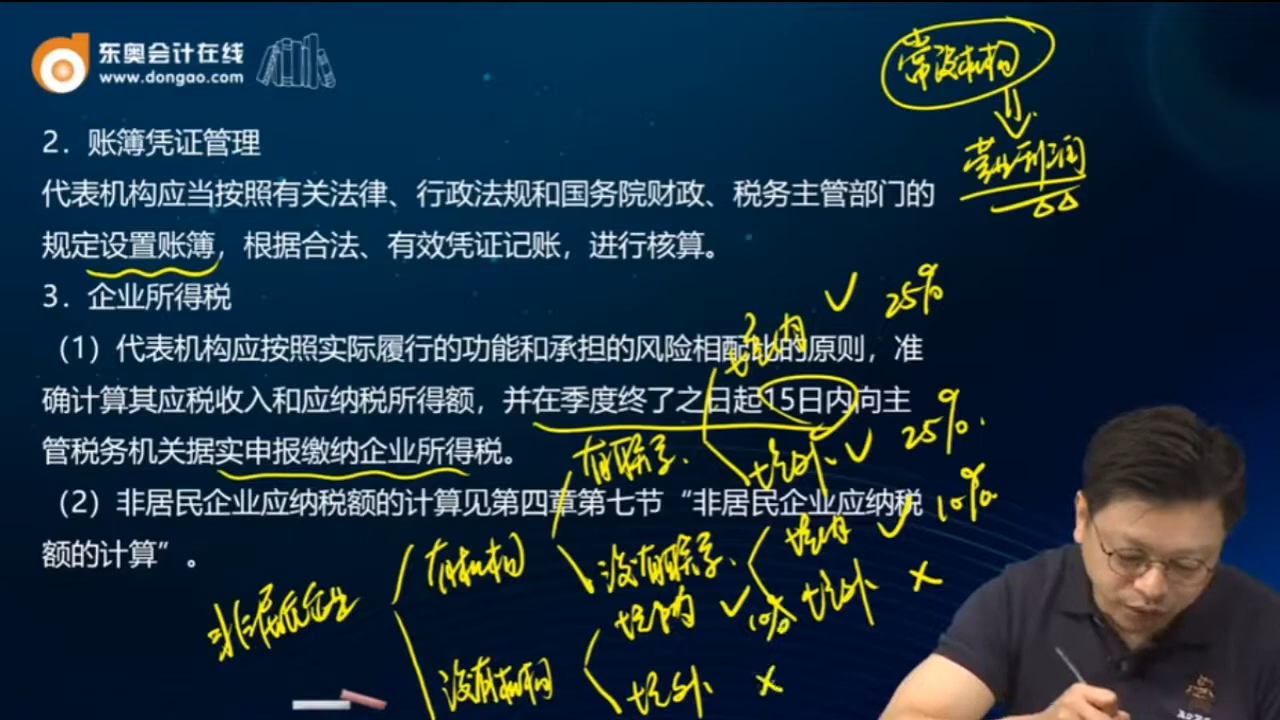 东奥会计在线
www.dongao.com
常设机构
营业利润
2．账簿凭证管理
代表机构应当按照有关法律、行政法规和国务院财政、税务主管部门的
规定设置账簿，根据合法、有效凭证记账，进行核算。
3．企业所得税
（1）代表机构应按照实际履行的功能和承担的风险相配比的原则，准
确计算其应税收入和应纳税所得额，并在季度终了之日起15日内向主
管税务机关据实申报缴纳企业所得税。
（2）非居民企业应纳税额的计算见第四章第七节“非居民企业应纳税
额的计算”。
非居民企业
有机构
有联系
境内 25%
境外 25%
没有联系
境内 10%
境外
没有机构
境内 10%
境外